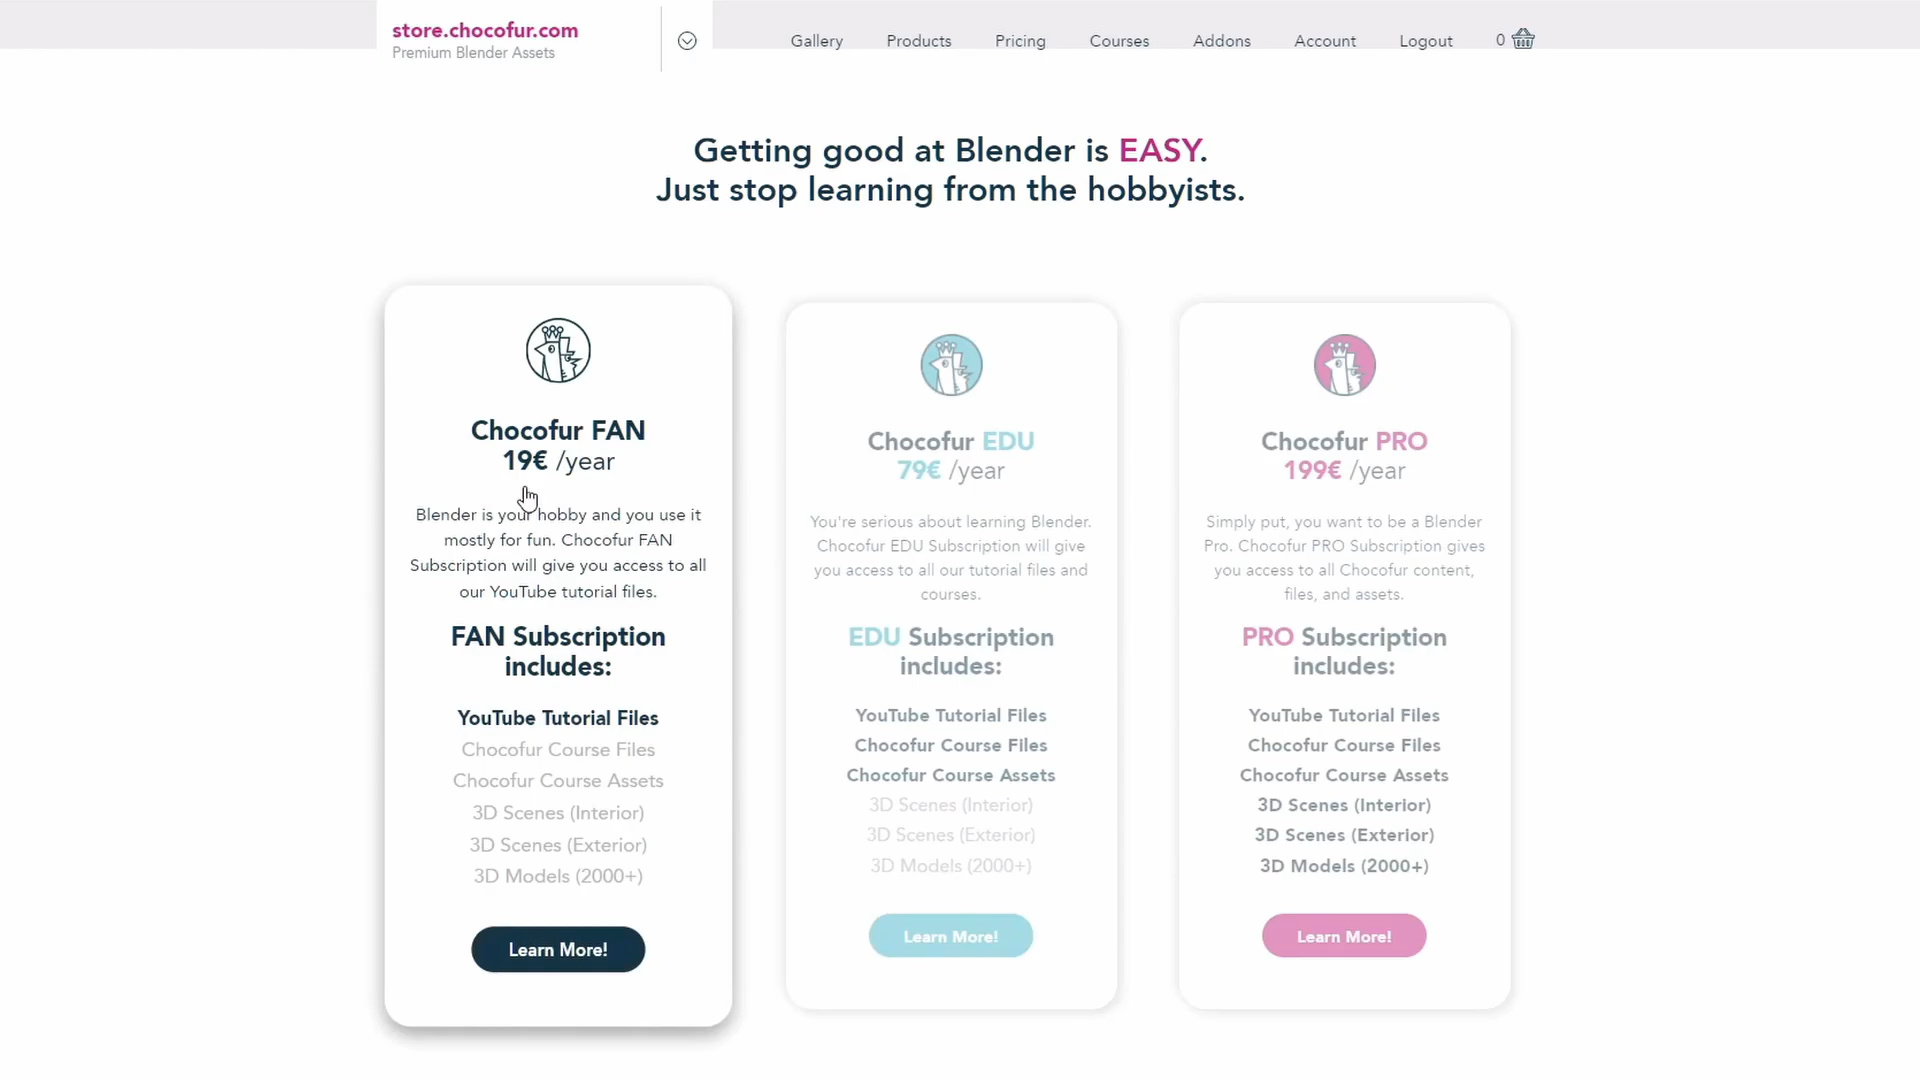 store.chocofur.com
Premium Blender Assets
Gallery
Products
Pricing
Courses
Addons
Account
Logout
0
Getting good at Blender is EASY.
Just stop learning from the hobbyists.
Chocofur FAN
19€ /year
Blender is your hobby and you use it
mostly for fun. Chocofur FAN
Subscription will give you access to all
our YouTube tutorial files.
FAN Subscription
includes:
YouTube Tutorial Files
Chocofur Course Files
Chocofur Course Assets
3D Scenes (Interior)
3D Scenes (Exterior)
3D Models (2000+)
Learn More!
Chocofur EDU
79€ /year
You're serious about learning Blender.
Chocofur EDU Subscription will give
you access to all our tutorial files and
courses.
EDU Subscription
includes:
YouTube Tutorial Files
Chocofur Course Files
Chocofur Course Assets
3D Scenes (Interior)
3D Scenes (Exterior)
3D Models (2000+)
Learn More!
Chocofur PRO
199€ /year
Simply put, you want to be a Blender
Pro. Chocofur PRO Subscription gives
you access to all Chocofur content,
files, and assets.
PRO Subscription
includes:
YouTube Tutorial Files
Chocofur Course Files
Chocofur Course Assets
3D Scenes (Interior)
3D Scenes (Exterior)
3D Models (2000+)
Learn More!